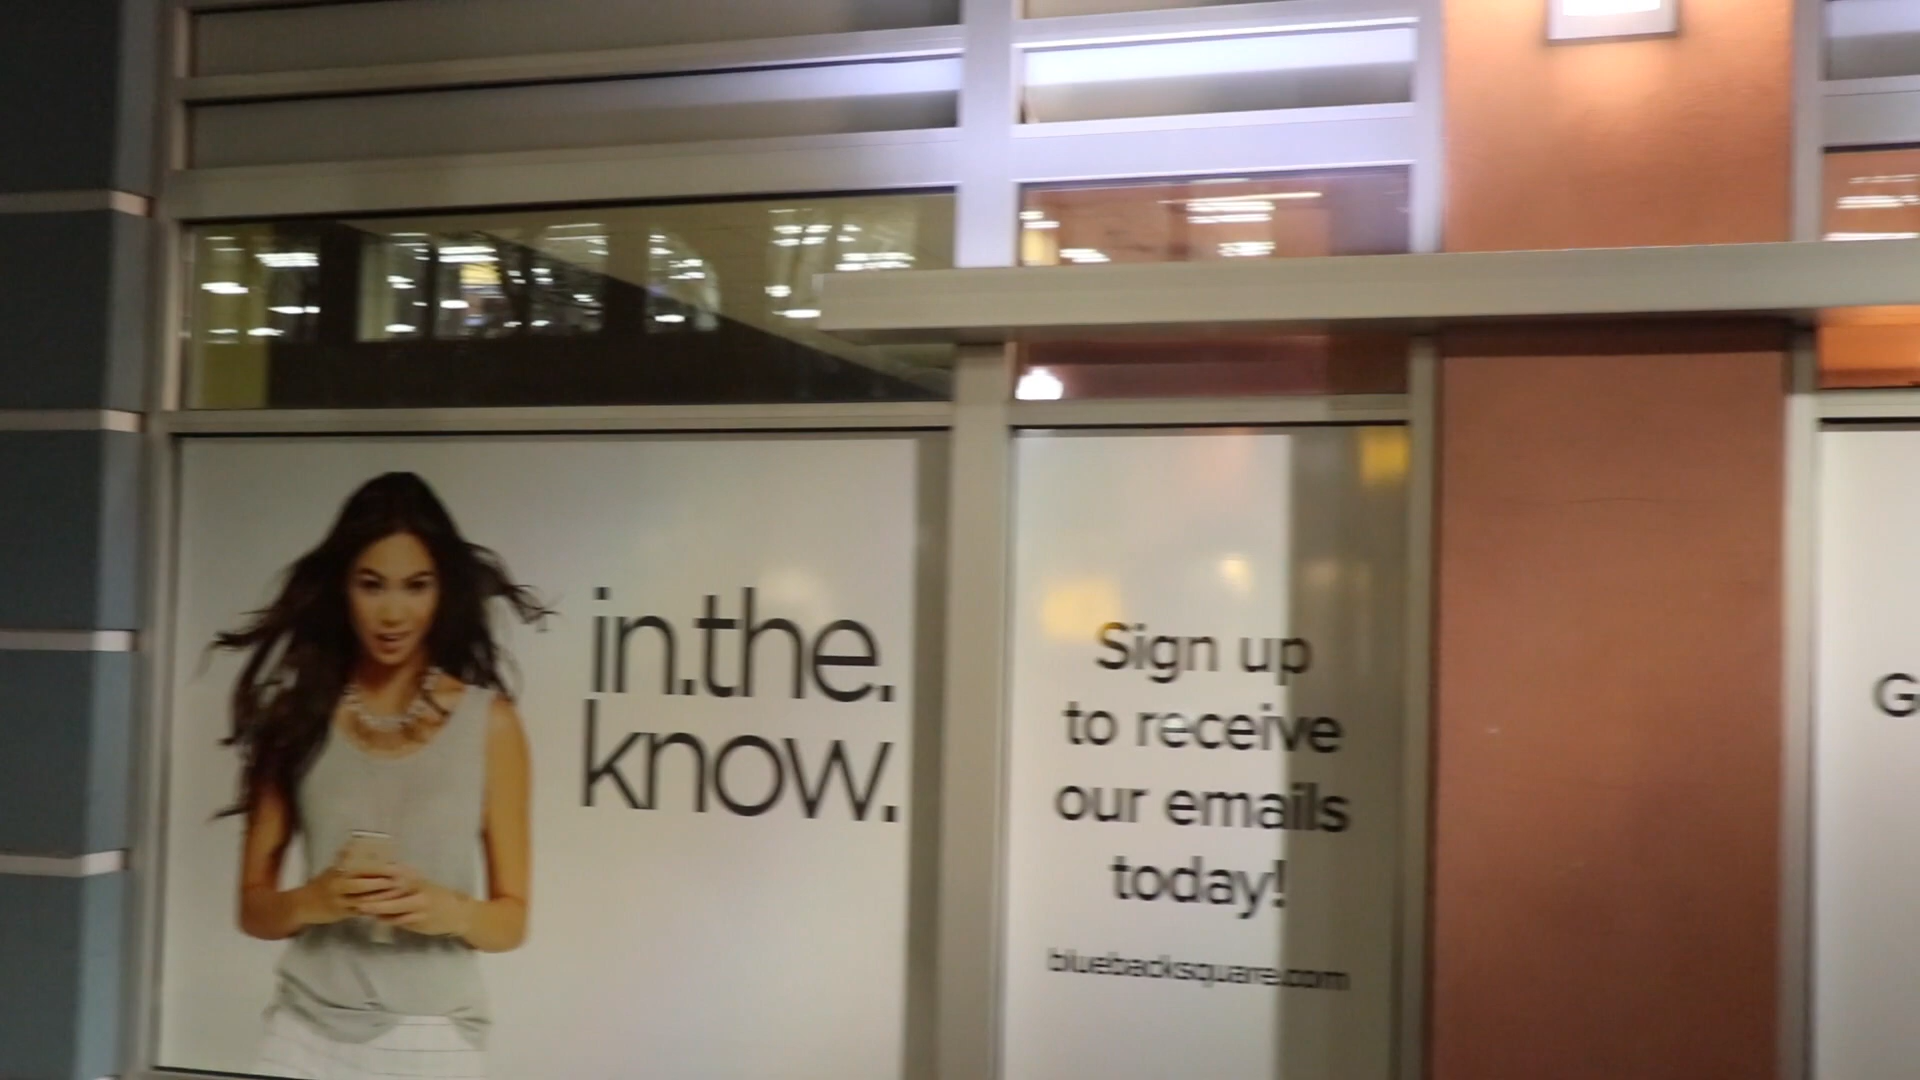 in.the.
know.
Sign up
to receive
our emails
today!
bluebacksquare.com
G